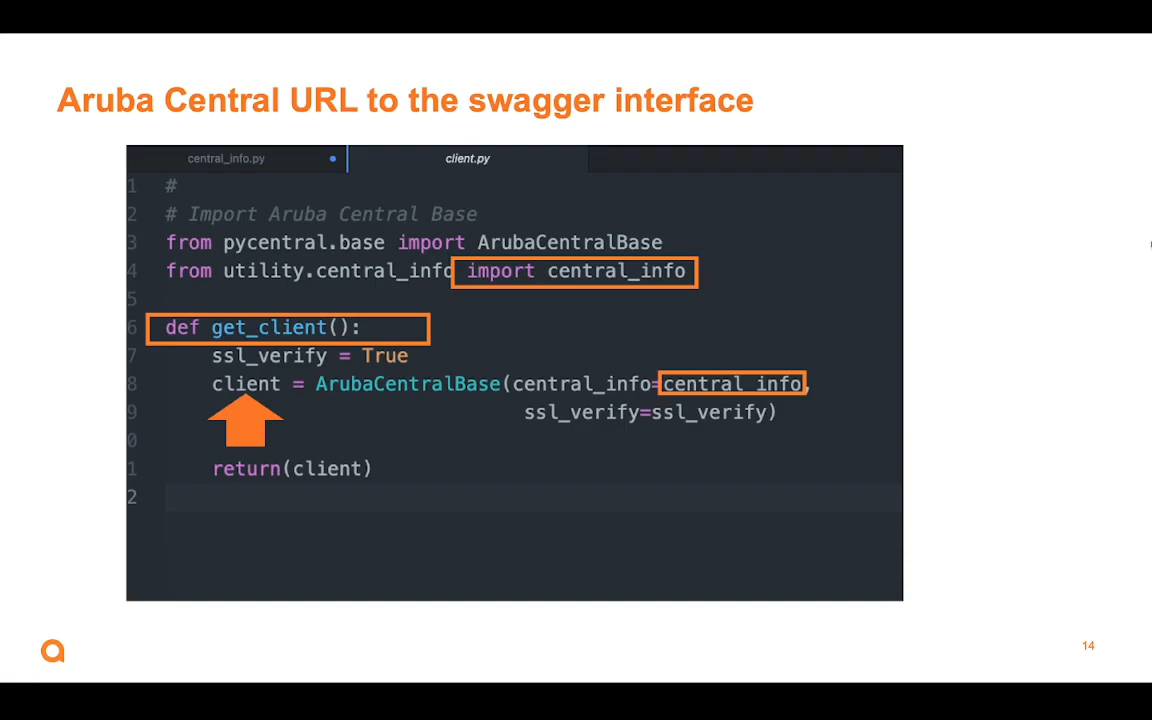 Aruba Central URL to the swagger interface
central_info.py
client.py
1 #
2 # Import Aruba Central Base
3 from pycentral.base import ArubaCentralBase
4 from utility.central_info import central_info
5
6 def get_client():
7 ssl_verify = True
8 client = ArubaCentralBase(central_info=central_info,
9 ssl_verify=ssl_verify)
0
1 return(client)
2
14